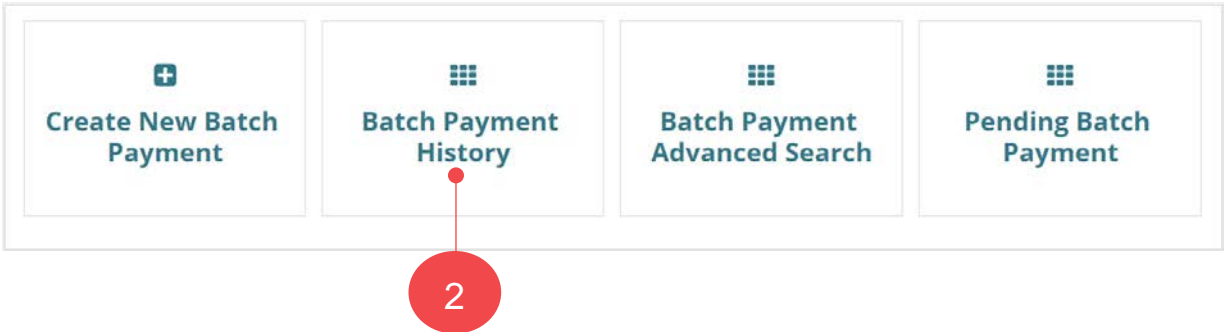 Create New Batch
Payment
Batch Payment
History
Batch Payment
Advanced Search
Pending Batch
Payment
2